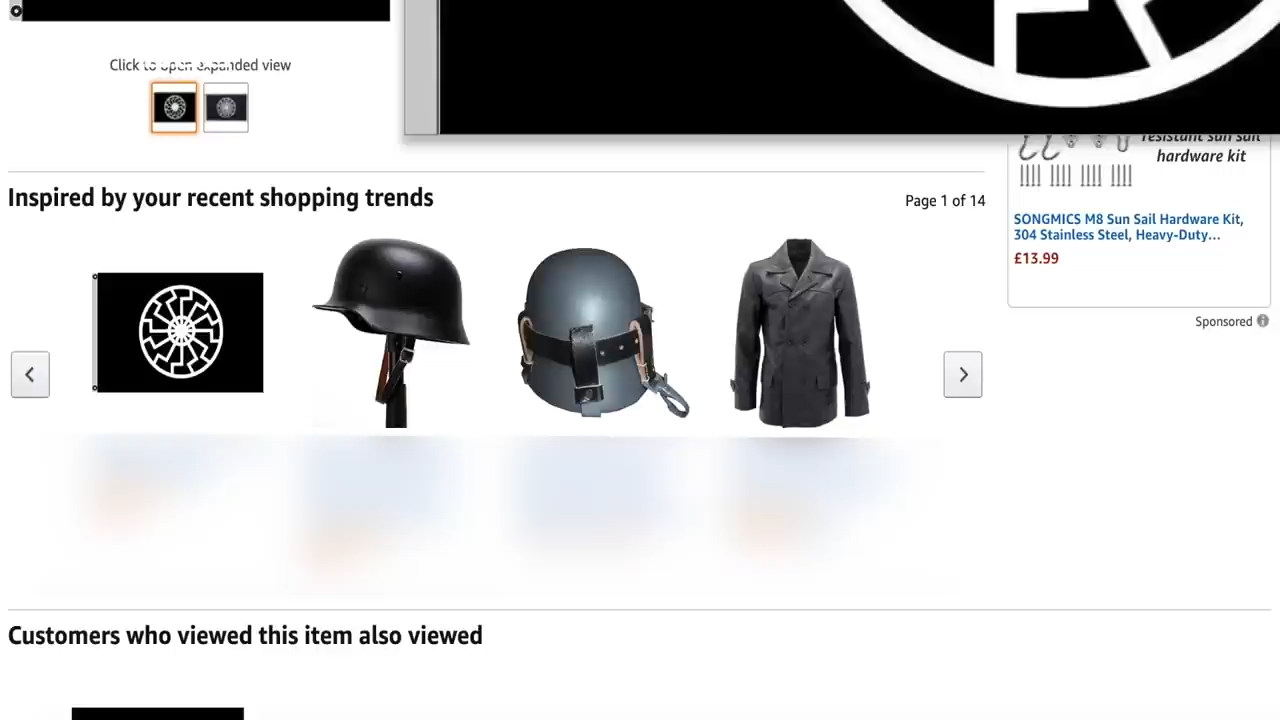 Click to open expanded view
resistant sun sail
hardware kit
Inspired by your recent shopping trends
Page 1 of 14
SONGMICS M8 Sun Sail Hardware Kit,
304 Stainless Steel, Heavy-Duty...
£13.99
Sponsored
Customers who viewed this item also viewed